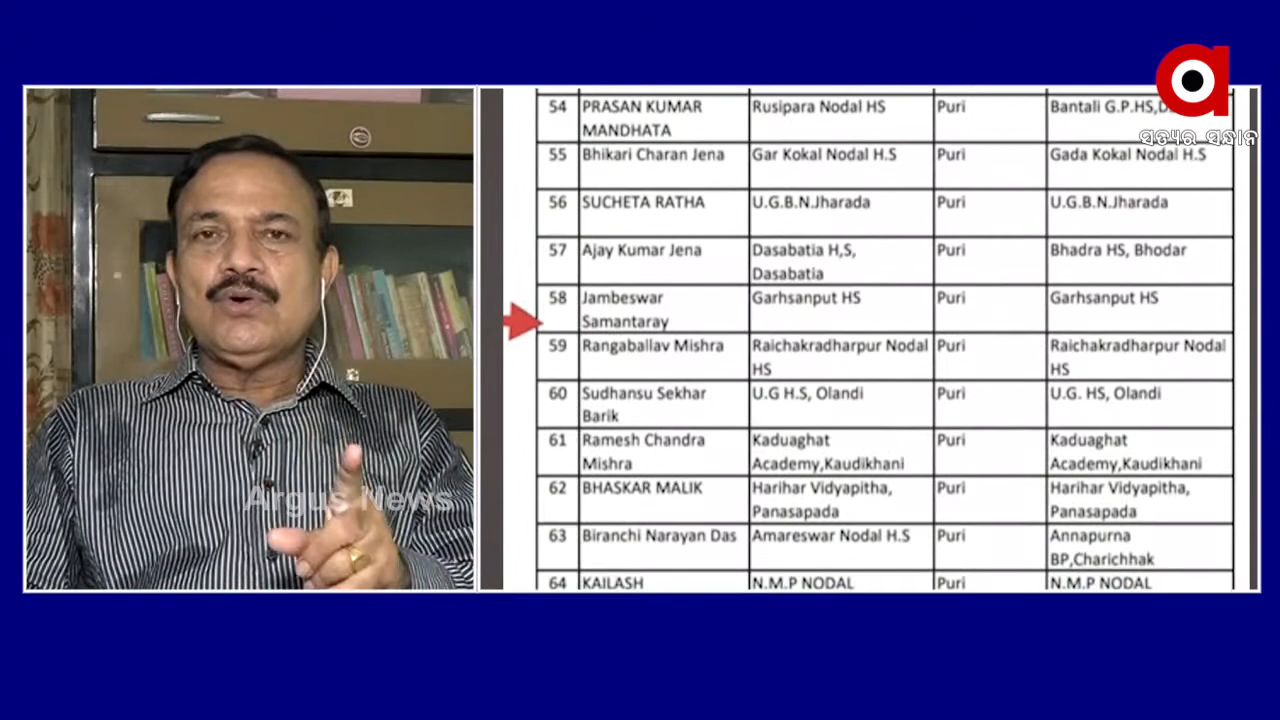 ସତ୍ୟର ସନ୍ଧାନ
Argus News
54 PRASAN KUMAR Rusipara Nodal HS Puri Bantali G.P.HS,
MANDHATA
55 Bhikari Charan Jena Gar Kokal Nodal H.S Puri Gada Kokal Nodal H.S
56 SUCHETA RATHA U.G.B.N.Jharada Puri U.G.B.N.Jharada
57 Ajay Kumar Jena Dasabatia H,S, Puri Bhadra HS, Bhodar
Dasabatia
58 Jambeswar Garhsanput HS Puri Garhsanput HS
Samantaray
59 Rangaballav Mishra Raichakradharpur Nodal Puri Raichakradharpur Nodal
HS HS
60 Sudhansu Sekhar U.G H.S, Olandi Puri U.G. HS, Olandi
Barik
61 Ramesh Chandra Kaduaghat Puri Kaduaghat
Mishra Academy,Kaudikhani Academy,Kaudikhani
62 BHASKAR MALIK Harihar Vidyapitha, Puri Harihar Vidyapitha,
Panasapada Panasapada
63 Biranchi Narayan Das Amareswar Nodal H.S Puri Annapurna
BP,Charichhak
64 KAILASH N.M.P NODAL Puri N.M.P NODAL